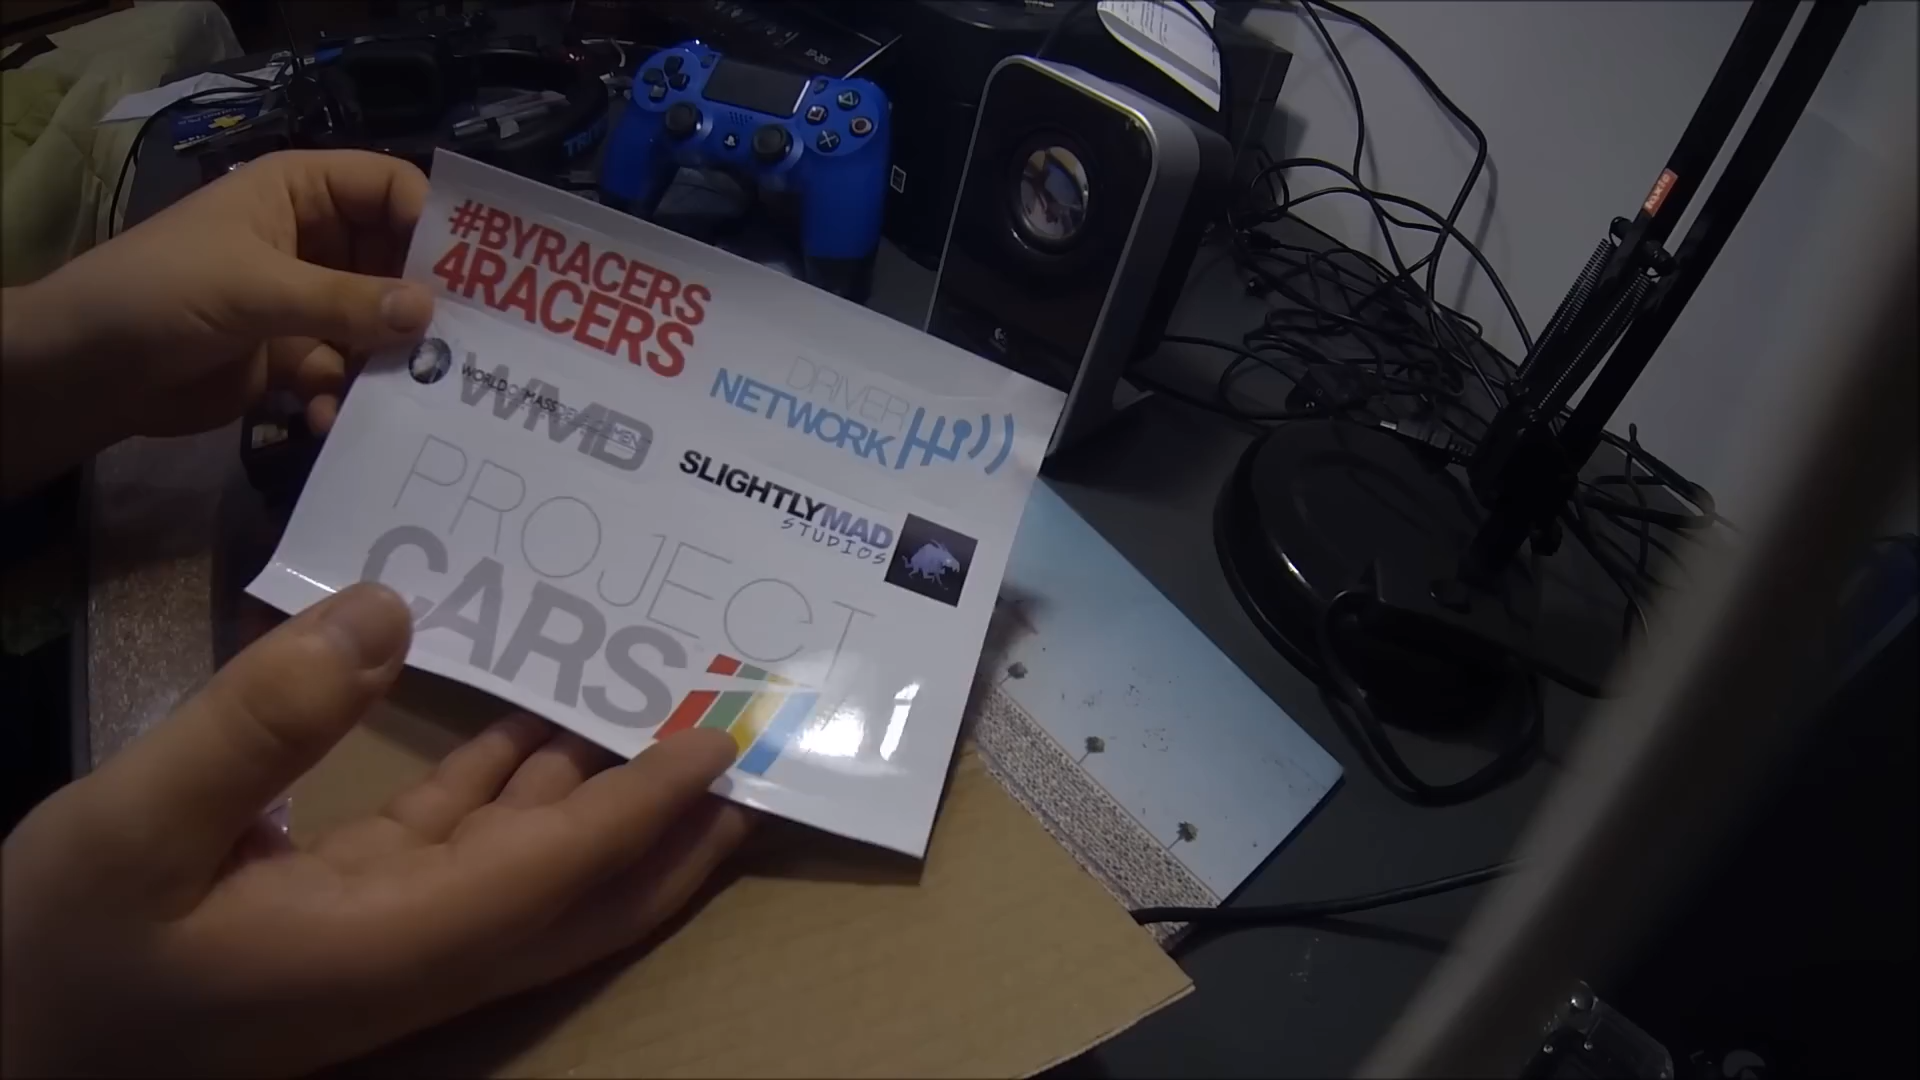 #BYRACERS
4RACERS
DRIVER
NETWORK
WMD
WORLD OF MASS DEVELOPMENT
SLIGHTLYMAD
STUDIOS
PROJECT
CARS